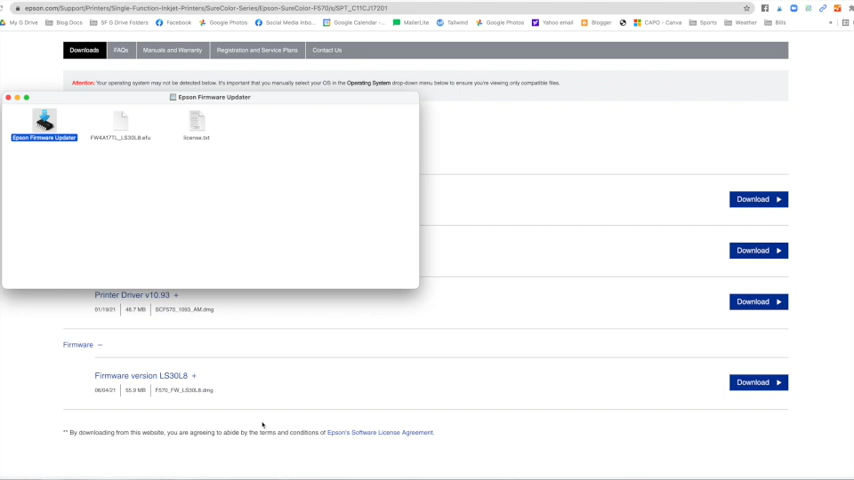 epson.com/Support/Printers/Single-Function-Inkjet-Printers/SureColor-Series/Epson-SureColor-F570/s/SPT_C11CJ17201
My G Drive
Blog Docs
SF G Drive Folders
Facebook
Google Photos
Social Media Inbo...
Google Calendar -...
MailerLite
Tailwind
Google Photos
Yahoo email
Blogger
CAPO - Canva
Sports
Weather
Bills
»
Downloads
FAQs
Manuals and Warranty
Registration and Service Plans
Contact Us
Attention: Your operating system may not be detected below. It's important that you manually select your OS in the Operating System drop-down menu below to ensure you're viewing only compatible files.
Epson Firmware Updater
Epson Firmware Updater
FW4A17TL_LS30L8.efu
license.txt
Download
Download
Printer Driver v10.93 +
01/19/21 48.7 MB SCF570_1093_AM.dmg
Download
Firmware –
Firmware version LS30L8 +
06/04/21 55.9 MB F570_FW_LS30L8.dmg
Download
** By downloading from this website, you are agreeing to abide by the terms and conditions of Epson's Software License Agreement.